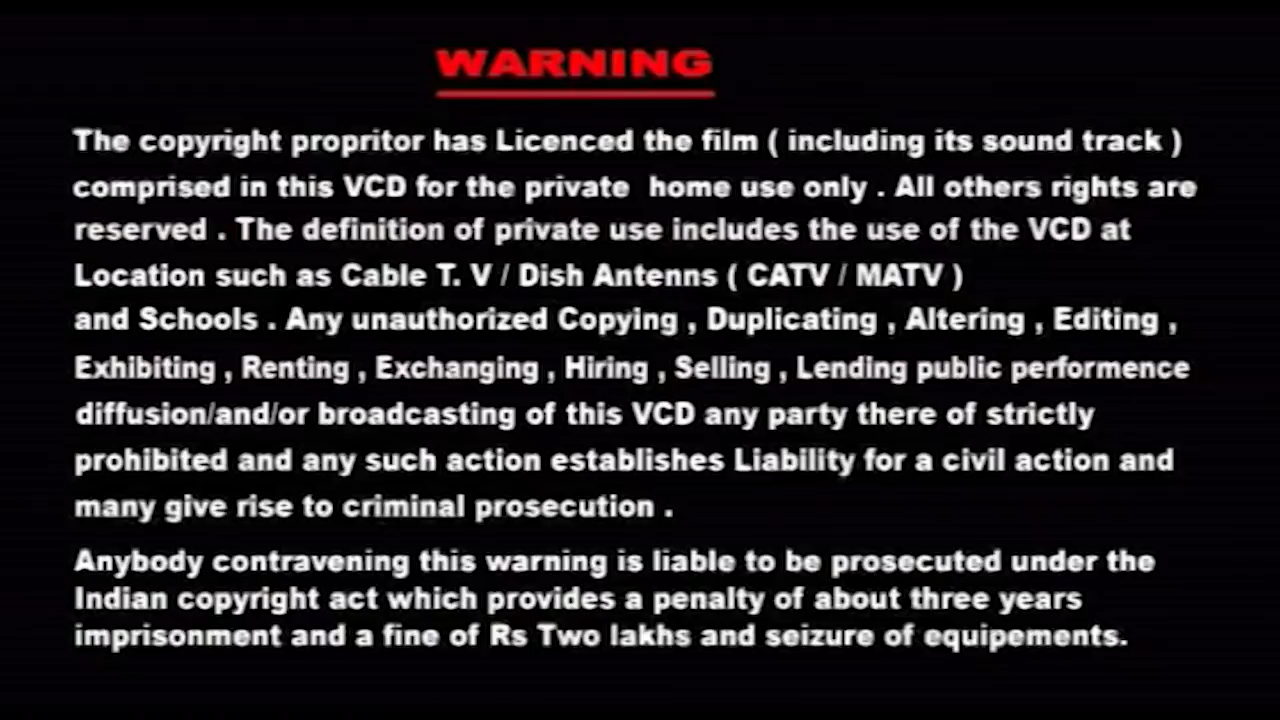 WARNING
The copyright propritor has Licenced the film ( including its sound track )
comprised in this VCD for the private home use only . All others rights are
reserved . The definition of private use includes the use of the VCD at
Location such as Cable T. V / Dish Antenns ( CATV / MATV )
and Schools . Any unauthorized Copying , Duplicating , Altering , Editing ,
Exhibiting , Renting , Exchanging , Hiring , Selling , Lending public performence
diffusion/and/or broadcasting of this VCD any party there of strictly
prohibited and any such action establishes Liability for a civil action and
many give rise to criminal prosecution .
Anybody contravening this warning is liable to be prosecuted under the
Indian copyright act which provides a penalty of about three years
imprisonment and a fine of Rs Two lakhs and seizure of equipements.